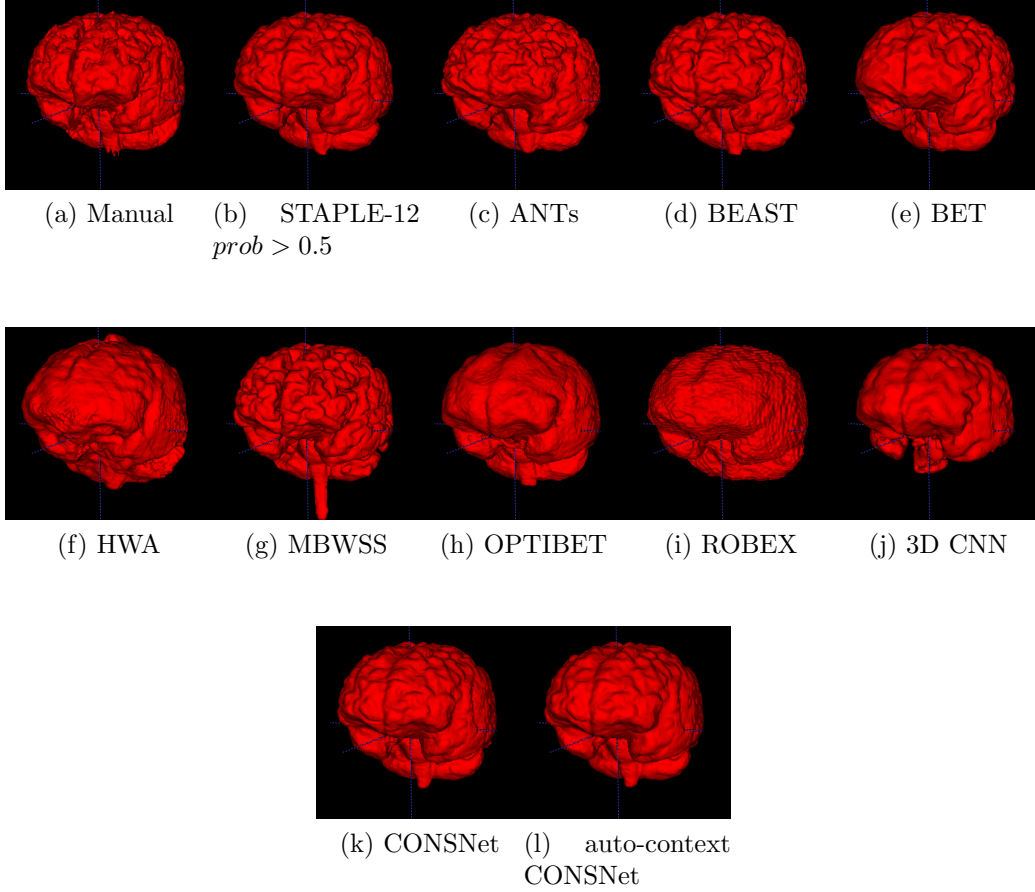 (a) Manual
(b) STAPLE-12
prob > 0.5
(c) ANTs
(d) BEAST
(e) BET
(f) HWA
(g) MBWSS
(h) OPTIBET
(i) ROBEX
(j) 3D CNN
(k) CONSNet
(l) auto-context
CONSNet